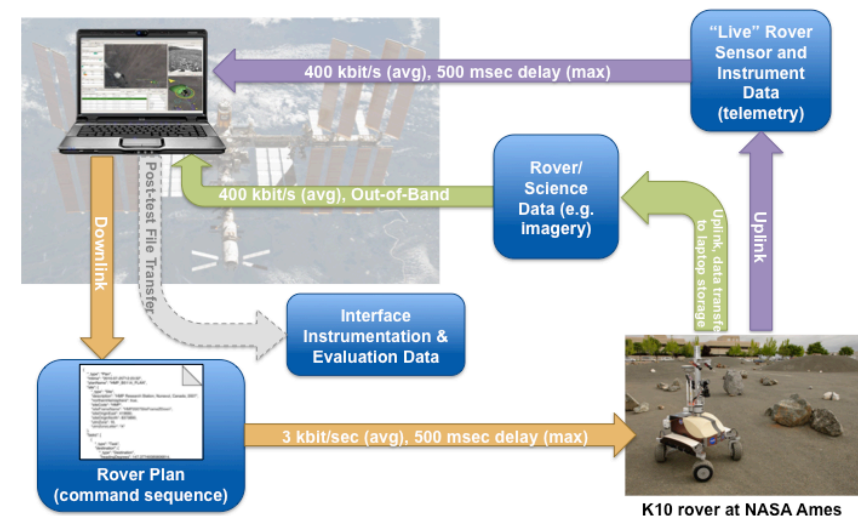 "Live" Rover
Sensor and
Instrument
Data
(telemetry)
400 kbit/s (avg), 500 msec delay (max)
Rover/
Science
Data (e.g.
imagery)
400 kbit/s (avg), Out-of-Band
Uplink, data transfe
to laptop storage
Uplink
Downlink
Post-test File Transfer
Interface
Instrumentation &
Evaluation Data
Rover Plan
(command sequence)
3 kbit/sec (avg), 500 msec delay (max)
K10 rover at NASA Ames